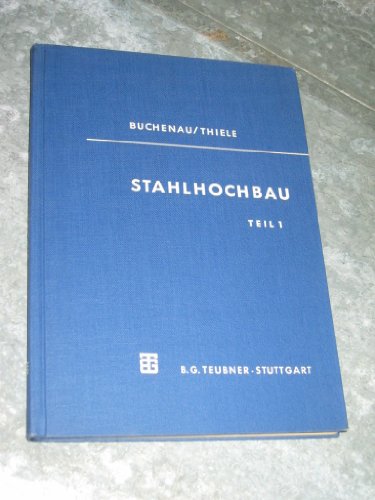 BUCHENAU/THIELE
STAHLHOCHBAU
TEIL 1
B.G. TEUBNER · STUTTGART